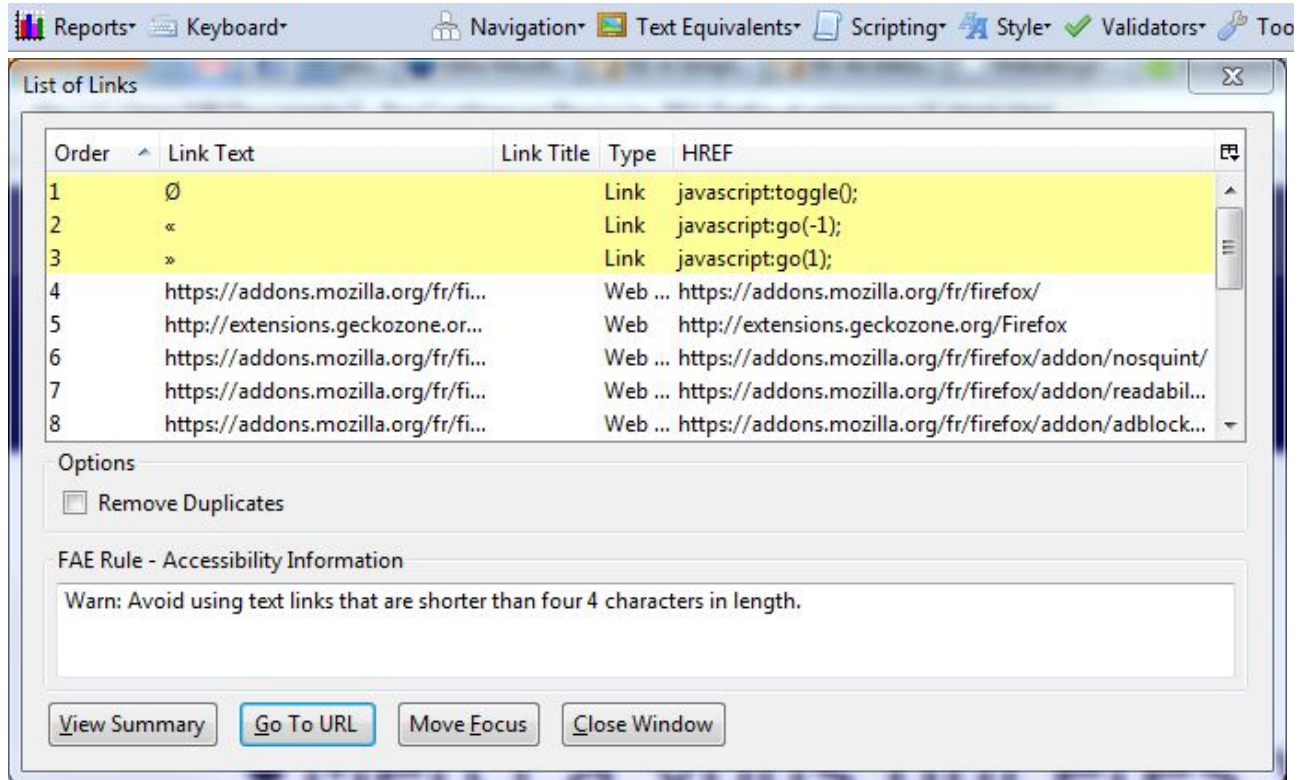 Reports Keyboard Navigation Text Equivalents Scripting Style Validators Too
List of Links
Order Link Text Link Title Type HREF
1 Ø Link javascript:toggle();
2 « Link javascript:go(-1);
3 » Link javascript:go(1);
4 https://addons.mozilla.org/fr/fi... Web ... https://addons.mozilla.org/fr/firefox/
5 http://extensions.geckozone.or... Web http://extensions.geckozone.org/Firefox
6 https://addons.mozilla.org/fr/fi... Web ... https://addons.mozilla.org/fr/firefox/addon/nosquint/
7 https://addons.mozilla.org/fr/fi... Web ... https://addons.mozilla.org/fr/firefox/addon/readabil...
8 https://addons.mozilla.org/fr/fi... Web ... https://addons.mozilla.org/fr/firefox/addon/adblock...
Options
Remove Duplicates
FAE Rule - Accessibility Information
Warn: Avoid using text links that are shorter than four 4 characters in length.
View Summary Go To URL Move Focus Close Window